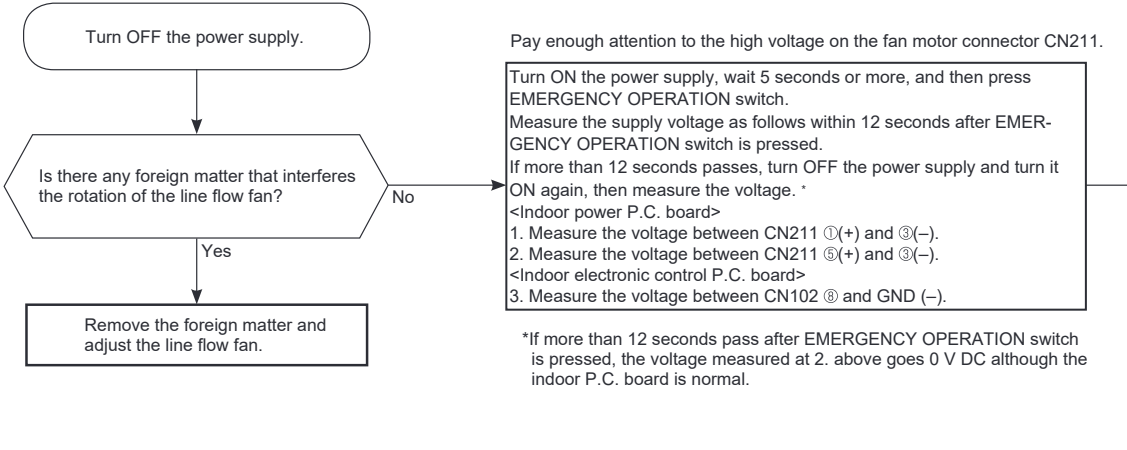 Turn OFF the power supply.
Is there any foreign matter that interferes
the rotation of the line flow fan?
No
Yes
Remove the foreign matter and
adjust the line flow fan.
Pay enough attention to the high voltage on the fan motor connector CN211.
Turn ON the power supply, wait 5 seconds or more, and then press
EMERGENCY OPERATION switch.
Measure the supply voltage as follows within 12 seconds after EMER-
GENCY OPERATION switch is pressed.
If more than 12 seconds passes, turn OFF the power supply and turn it
ON again, then measure the voltage. *
<Indoor power P.C. board>
1. Measure the voltage between CN211 ①(+) and ③(–).
2. Measure the voltage between CN211 ⑤(+) and ③(–).
<Indoor electronic control P.C. board>
3. Measure the voltage between CN102 ⑧ and GND (–).
*If more than 12 seconds pass after EMERGENCY OPERATION switch
is pressed, the voltage measured at 2. above goes 0 V DC although the
indoor P.C. board is normal.